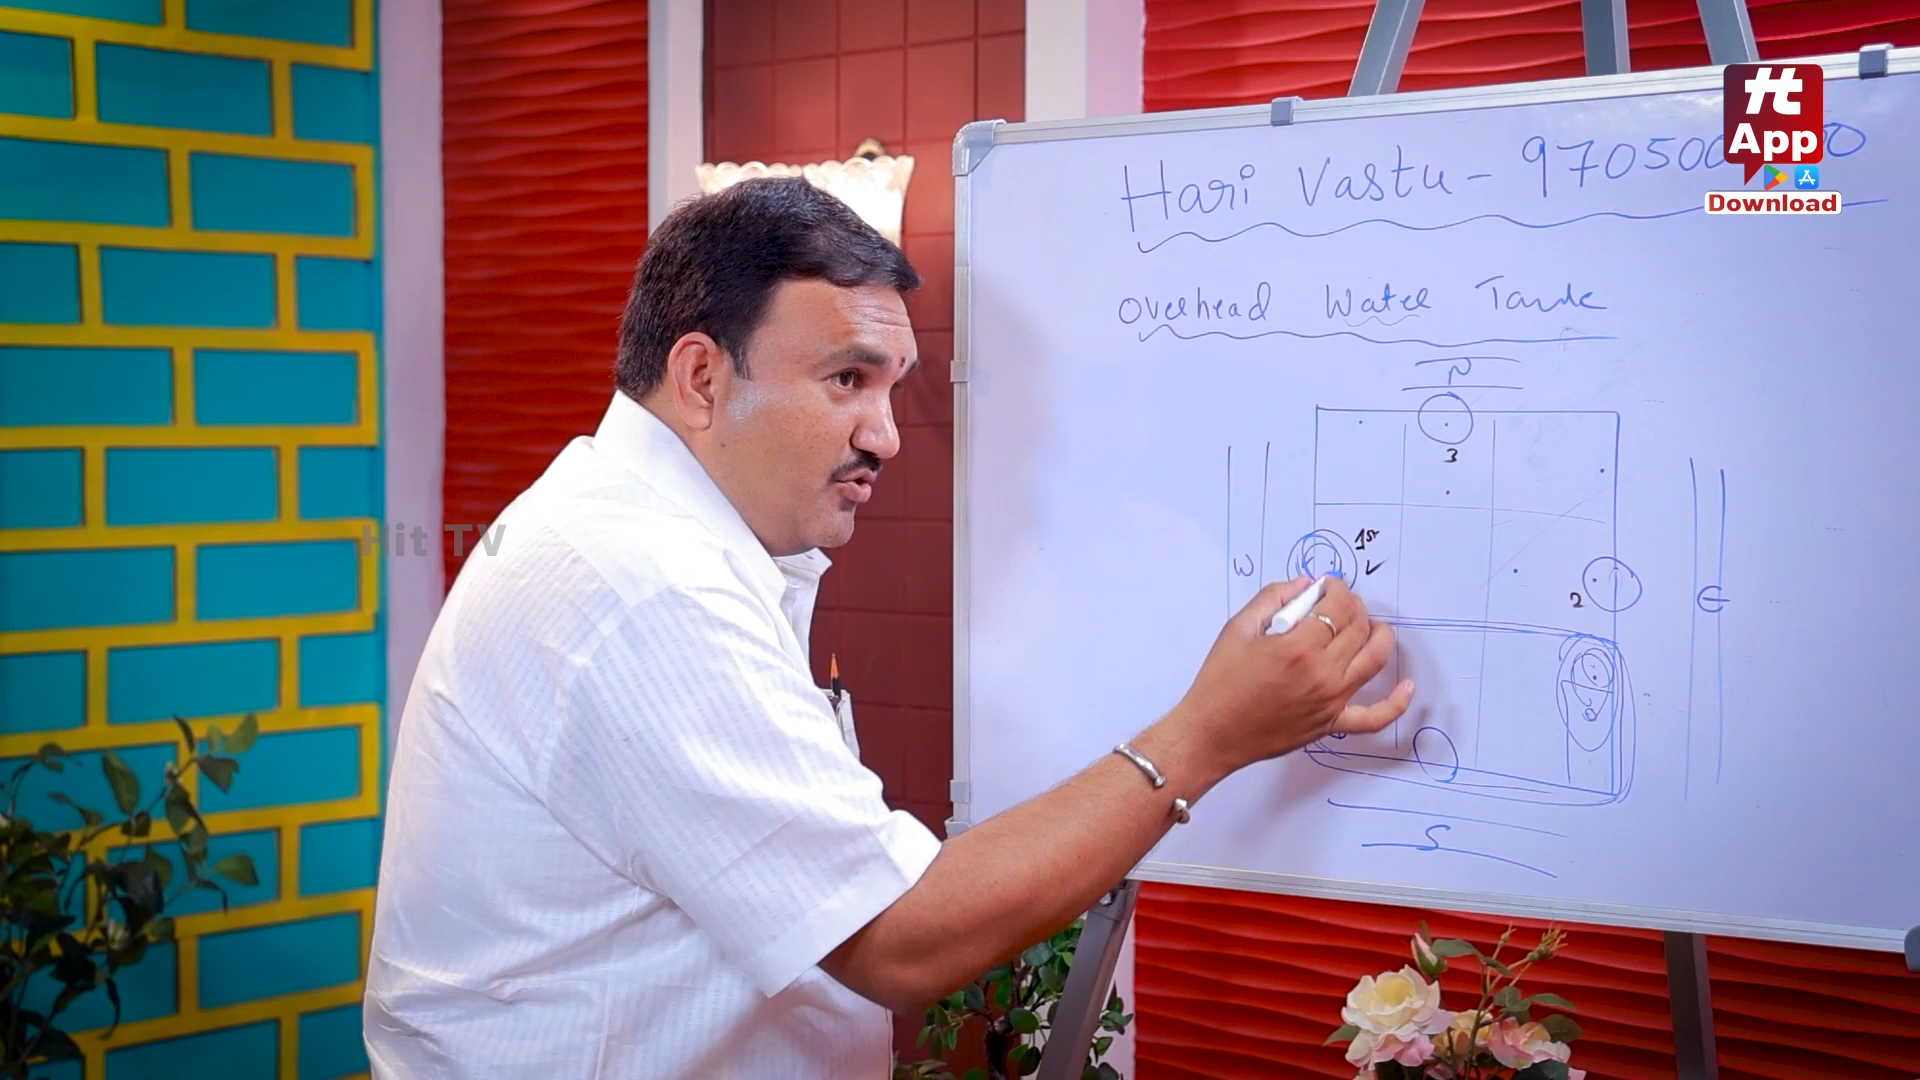 Hari Vastu - 970500
App
Download
Overhead Water Tank
N
3
1st
W
2
E
S
Hit TV